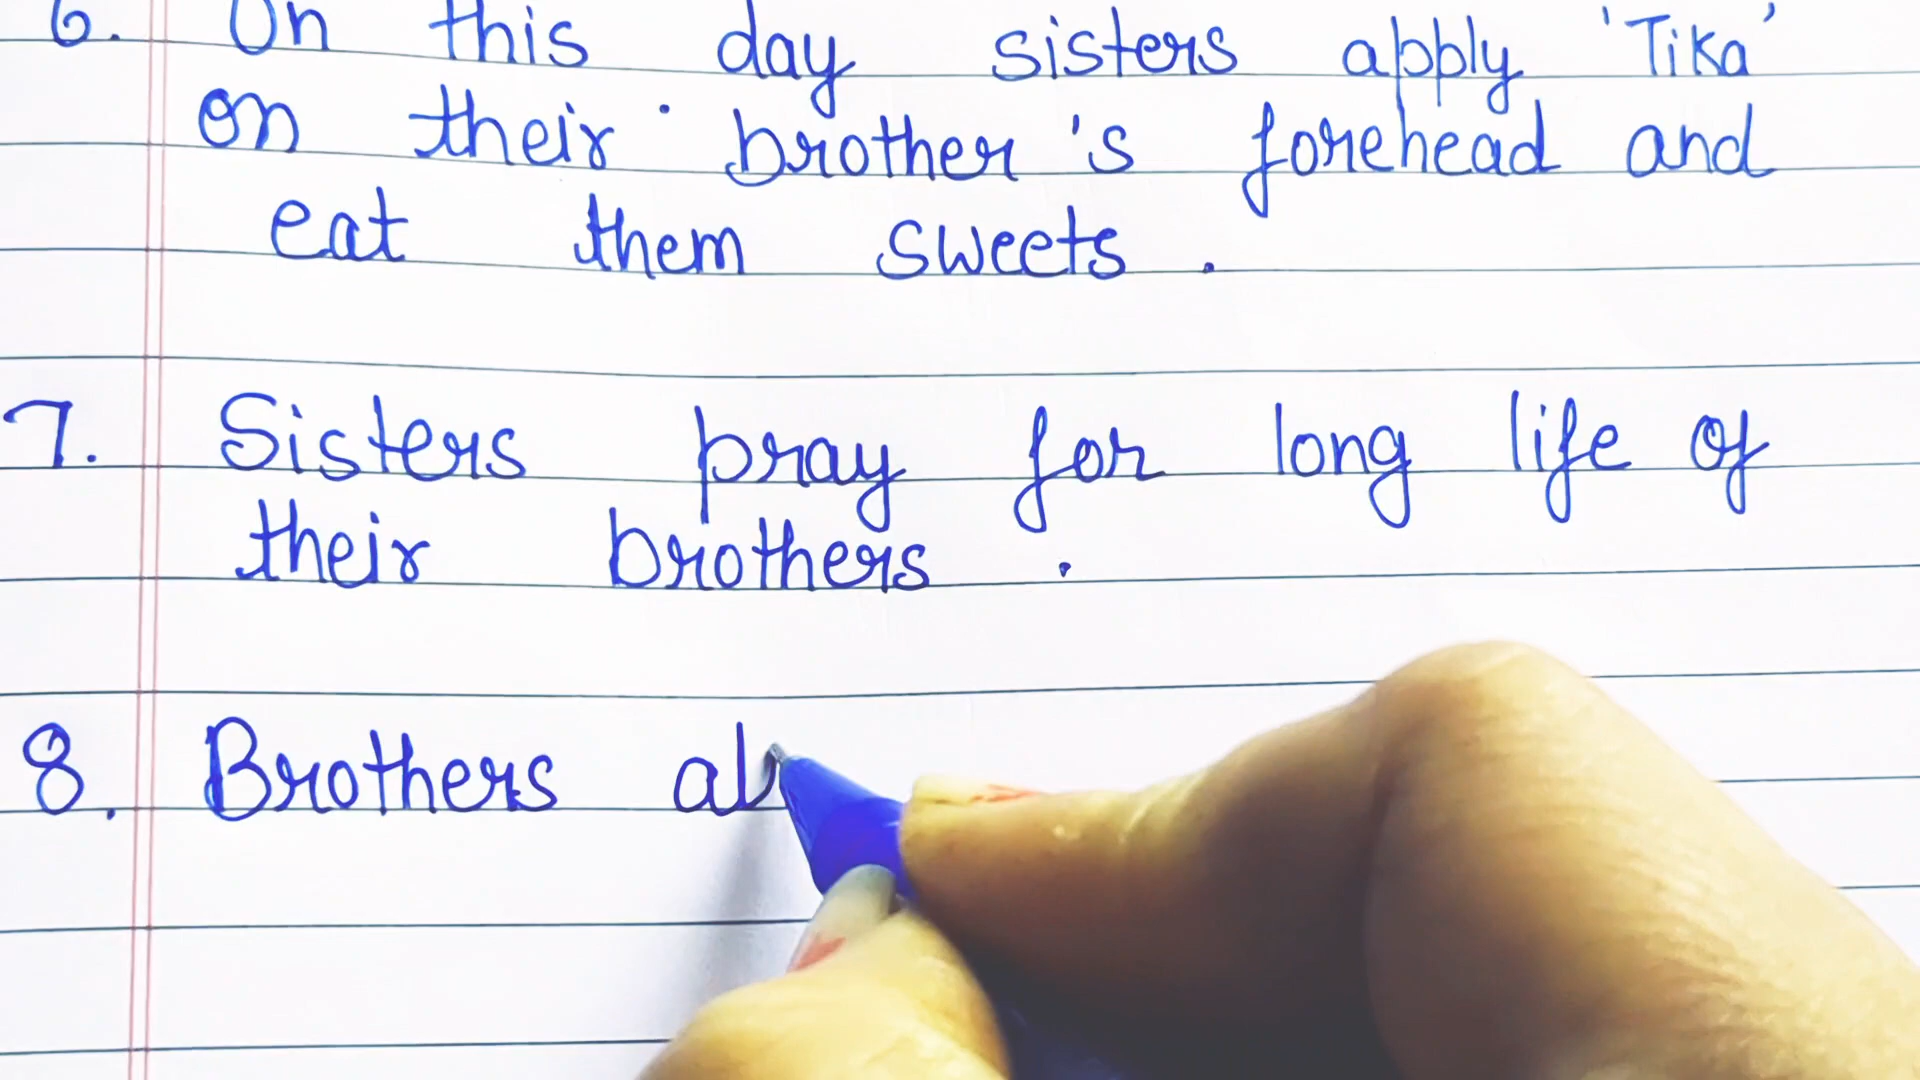 6. On this day sisters apply 'Tika'
on their brother's forehead and
eat them sweets.
7. Sisters pray for long life of
their brothers.
8. Brothers